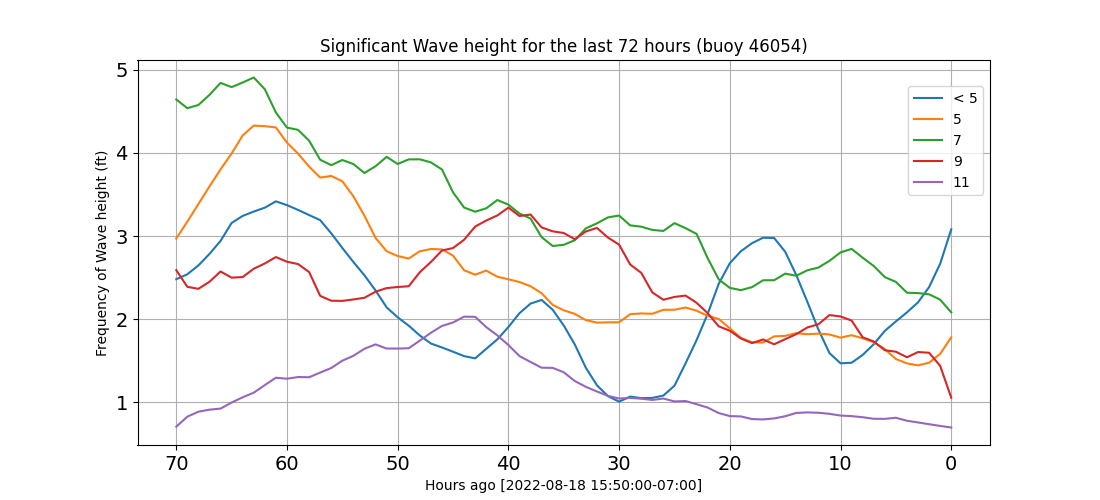 Significant Wave height for the last 72 hours (buoy 46054)
Frequency of Wave height (ft)
5
4
3
2
1
< 5
5
7
9
11
70 60 50 40 30 20 10 0
Hours ago [2022-08-18 15:50:00-07:00]